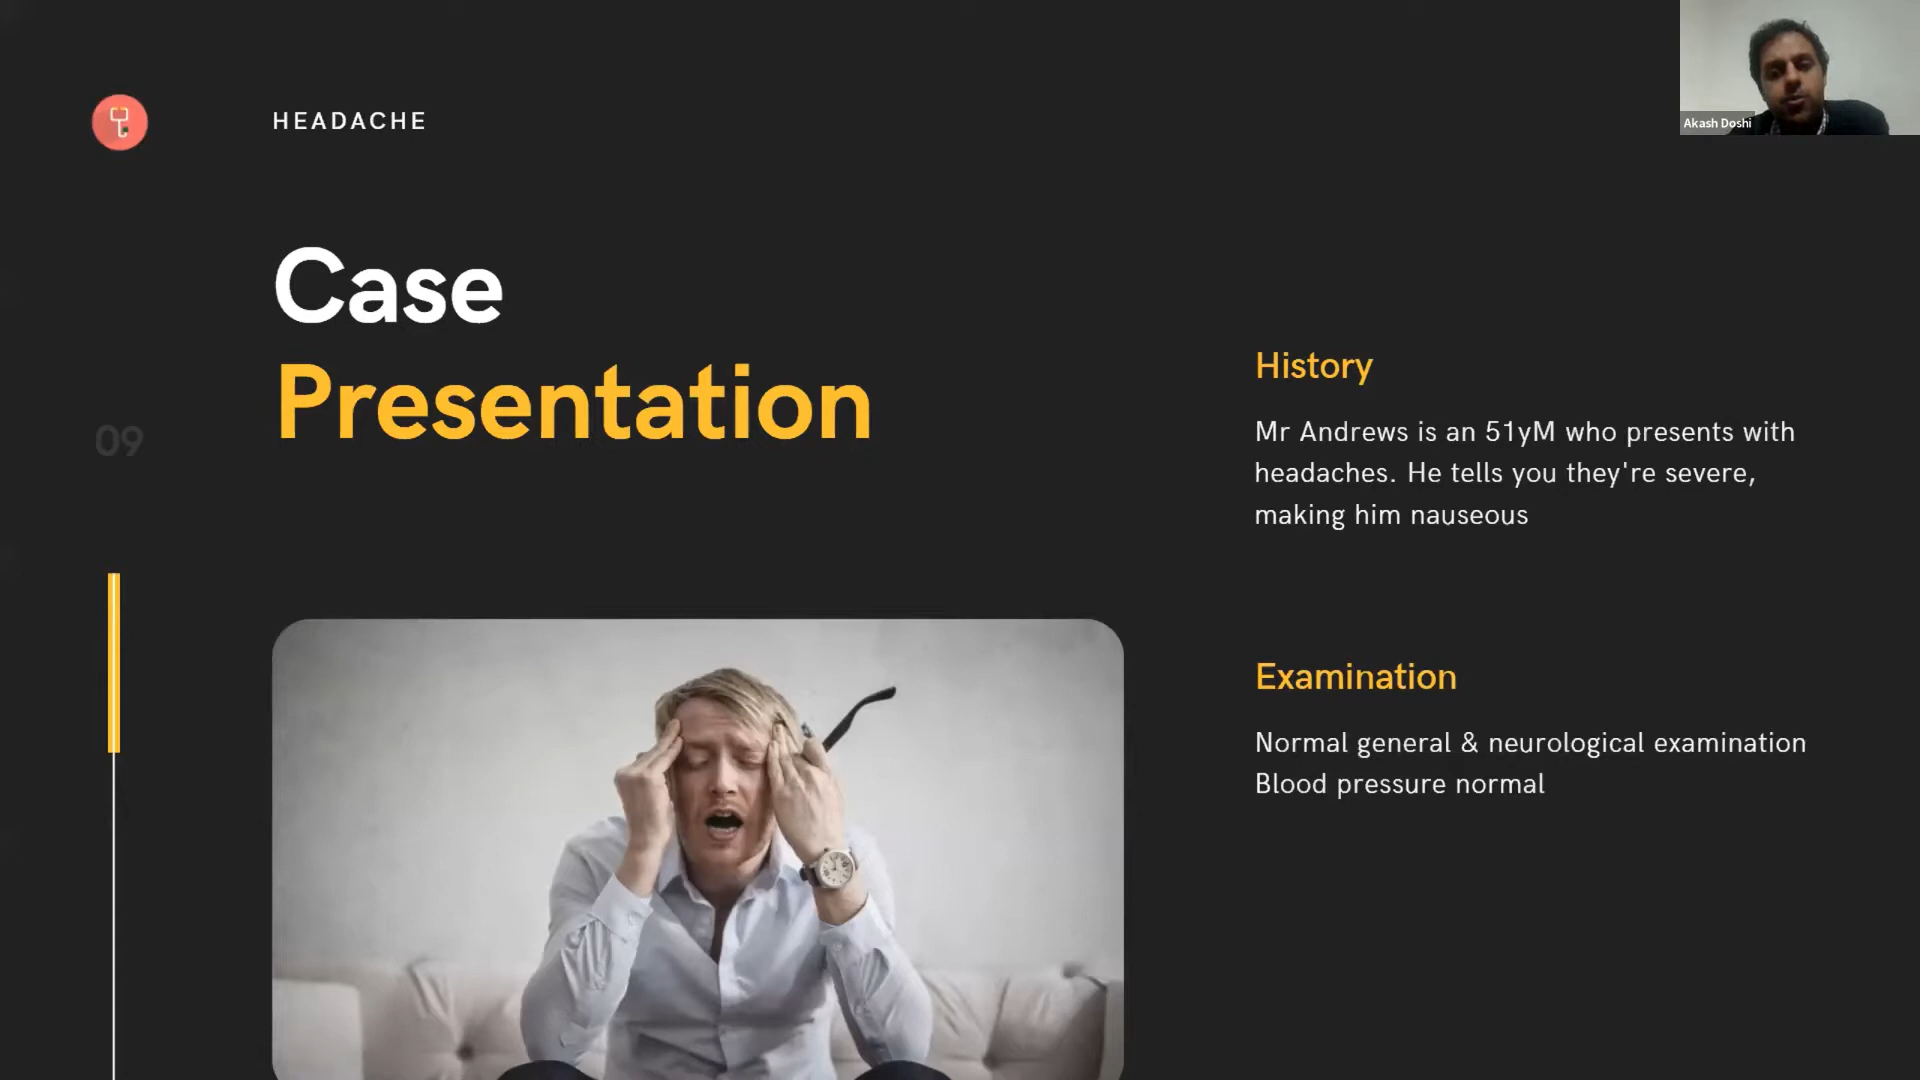 HEADACHE
Akash Doshi
Case
Presentation
09
History
Mr Andrews is an 51yM who presents with
headaches. He tells you they're severe,
making him nauseous
Examination
Normal general & neurological examination
Blood pressure normal